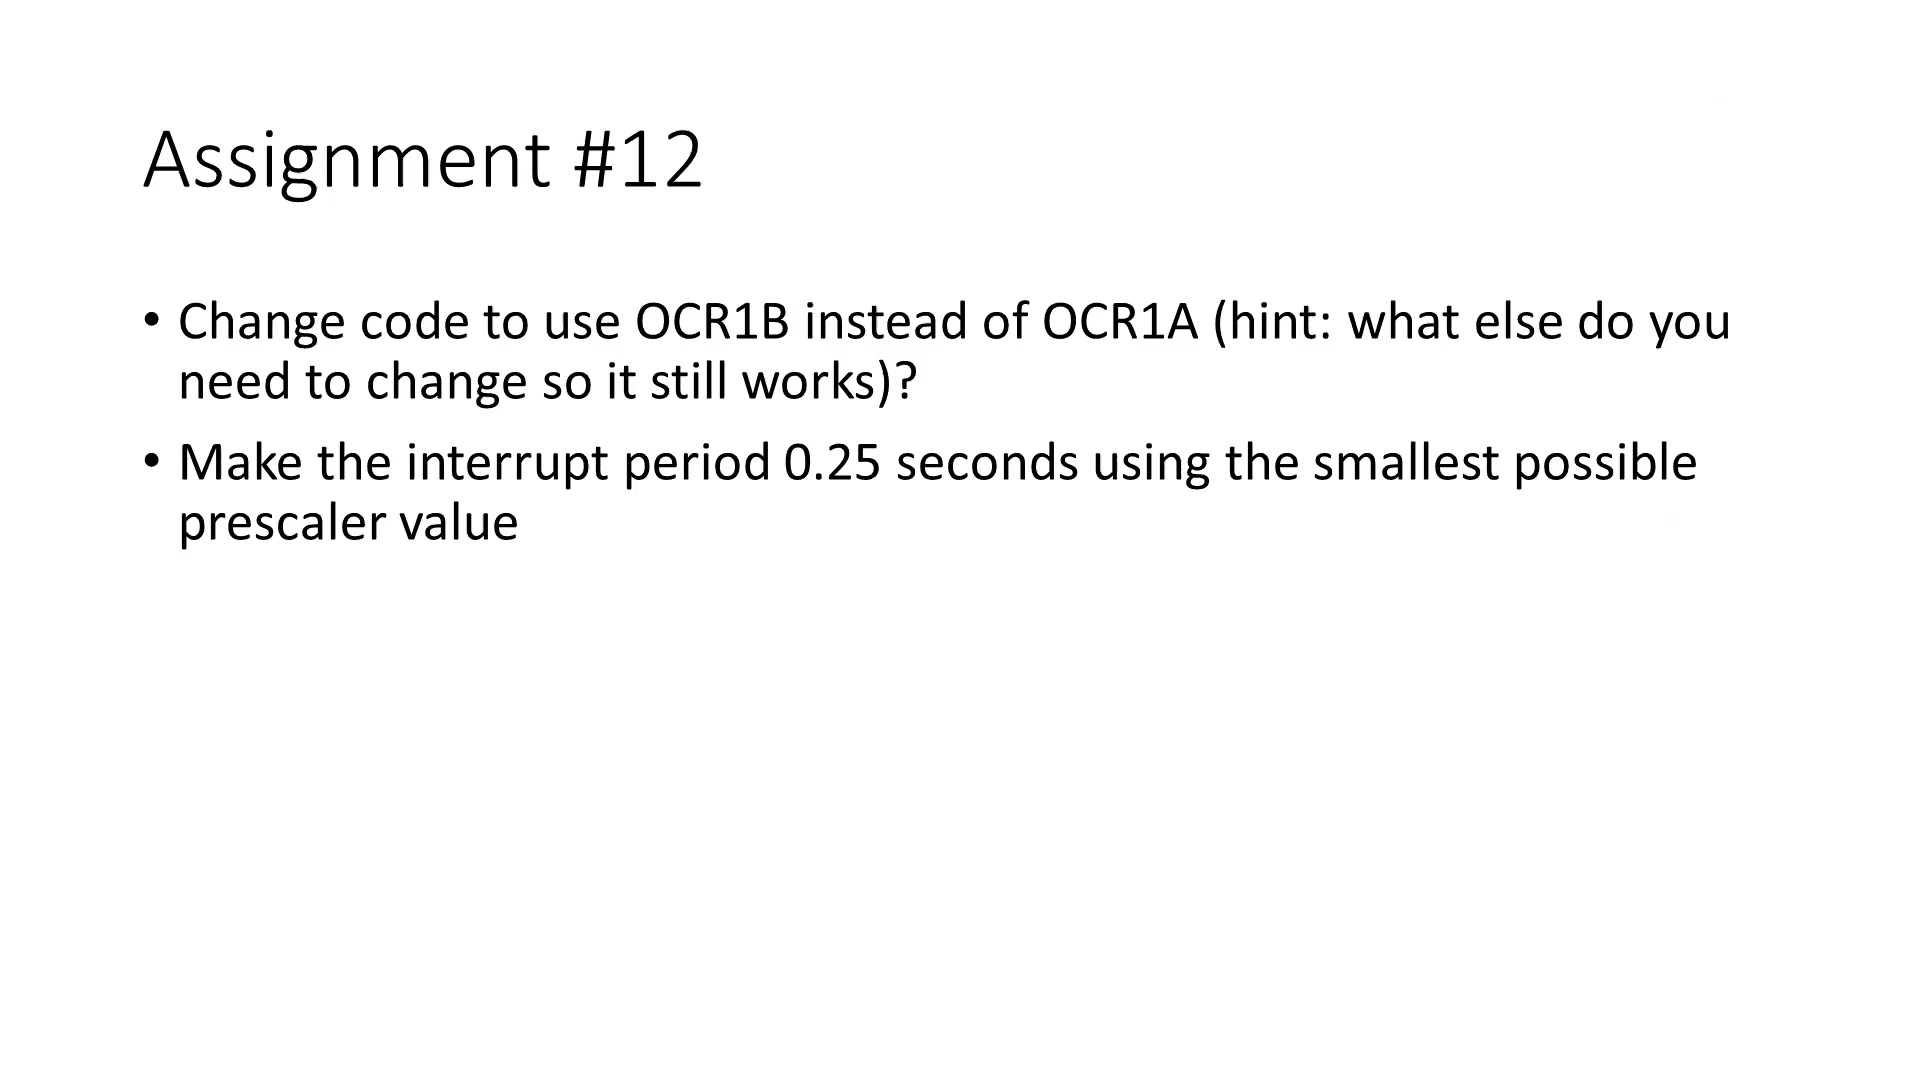 Assignment #12
• Change code to use OCR1B instead of OCR1A (hint: what else do you
need to change so it still works)?
• Make the interrupt period 0.25 seconds using the smallest possible
prescaler value